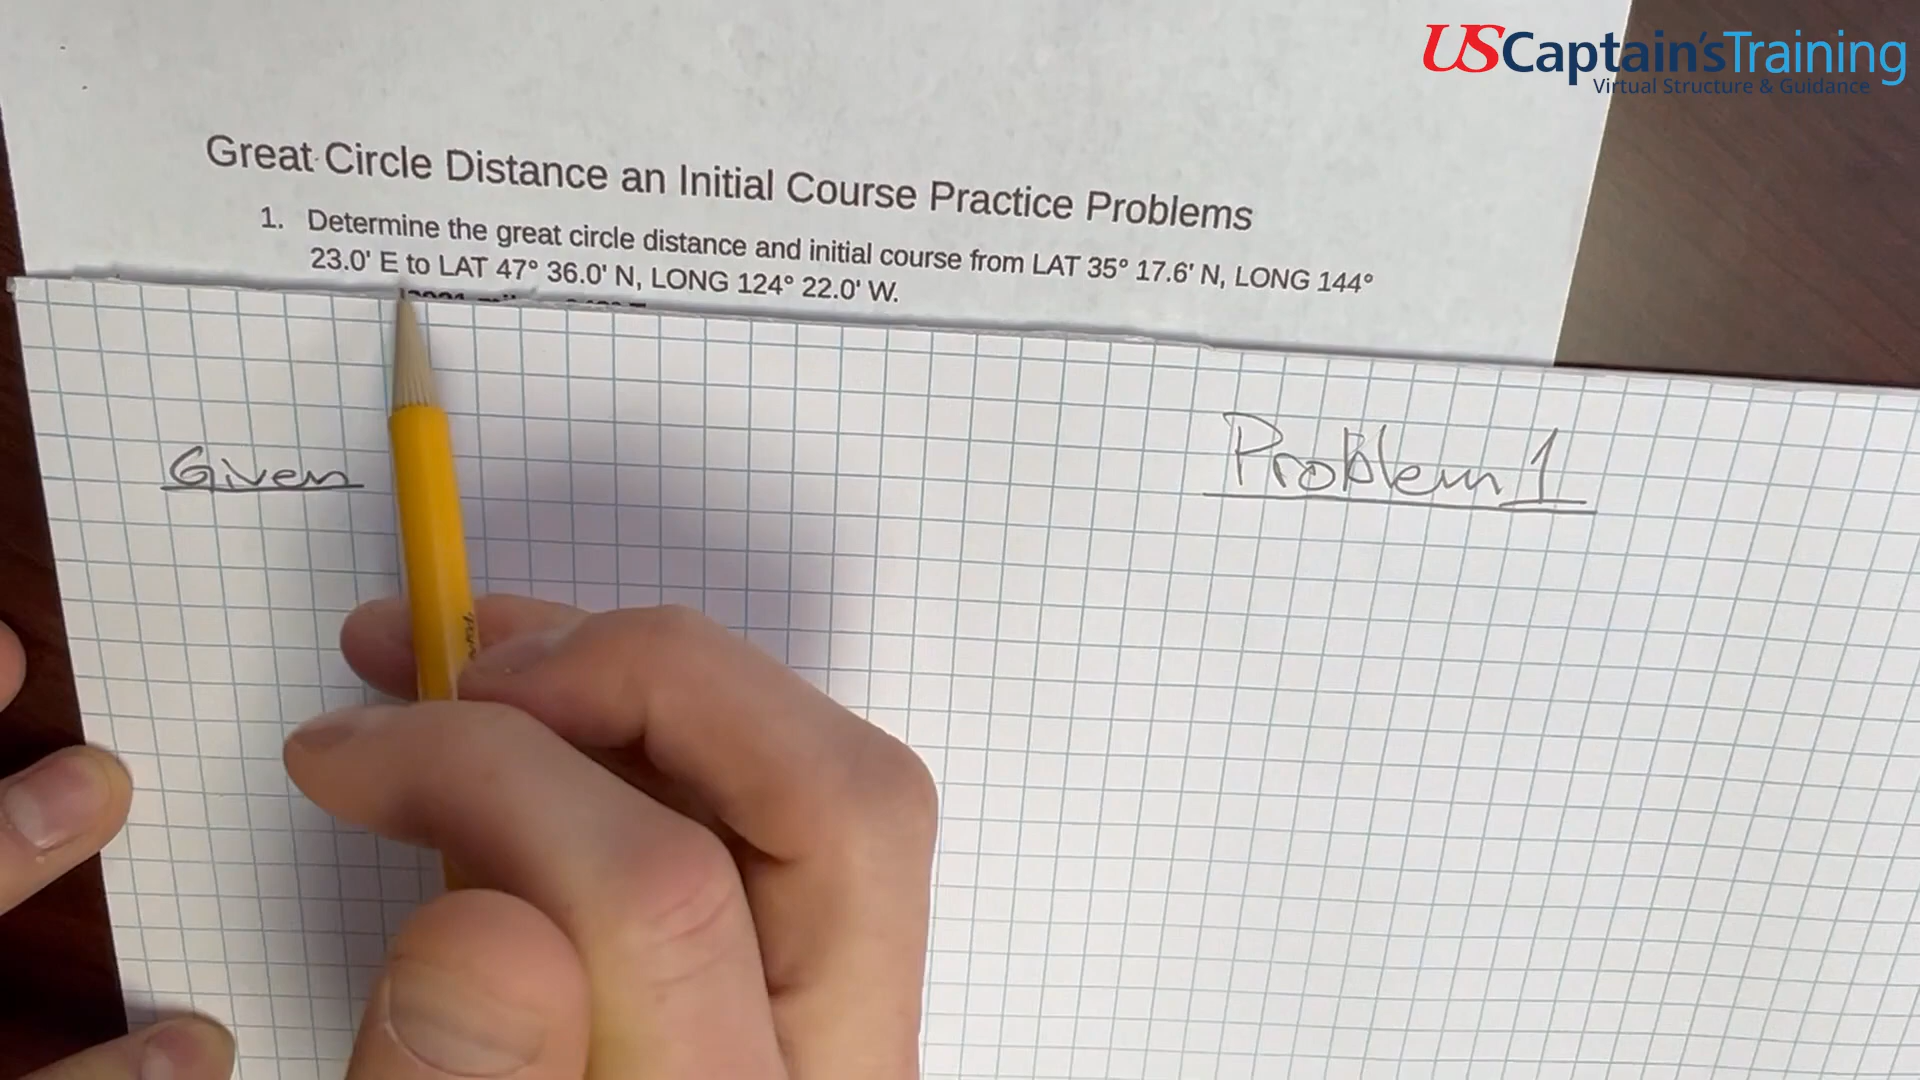 USCaptain'sTraining
Virtual Structure & Guidance
Great Circle Distance an Initial Course Practice Problems
1. Determine the great circle distance and initial course from LAT 35° 17.6' N, LONG 144°
23.0' E to LAT 47° 36.0' N, LONG 124° 22.0' W.
Given
Problem 1